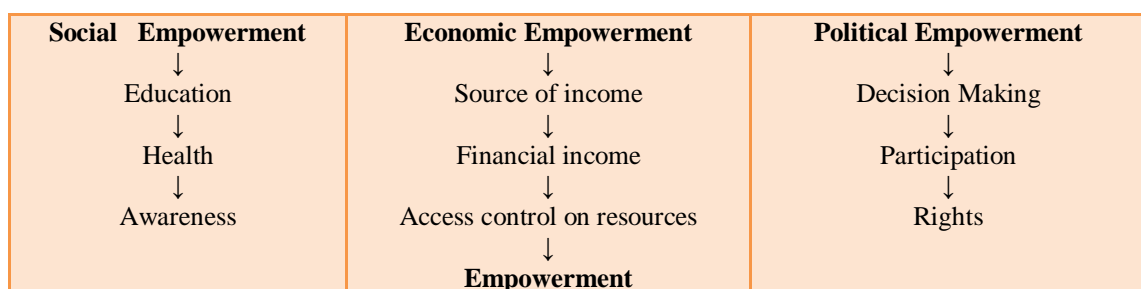 Social Empowerment
↓
Education
↓
Health
↓
Awareness
Economic Empowerment
↓
Source of income
↓
Financial income
↓
Access control on resources
↓
Empowerment
Political Empowerment
↓
Decision Making
↓
Participation
↓
Rights